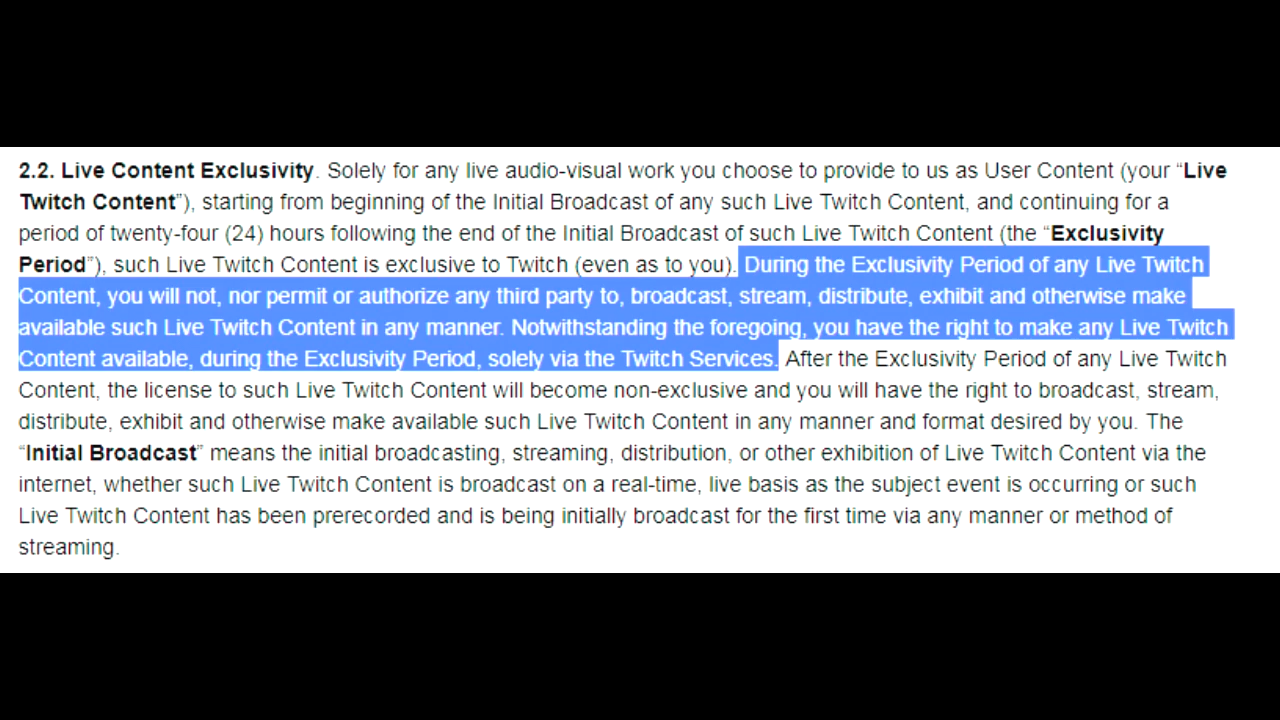 2.2. Live Content Exclusivity. Solely for any live audio-visual work you choose to provide to us as User Content (your “Live
Twitch Content”), starting from beginning of the Initial Broadcast of any such Live Twitch Content, and continuing for a
period of twenty-four (24) hours following the end of the Initial Broadcast of such Live Twitch Content (the “Exclusivity
Period”), such Live Twitch Content is exclusive to Twitch (even as to you). During the Exclusivity Period of any Live Twitch
Content, you will not, nor permit or authorize any third party to, broadcast, stream, distribute, exhibit and otherwise make
available such Live Twitch Content in any manner. Notwithstanding the foregoing, you have the right to make any Live Twitch
Content available, during the Exclusivity Period, solely via the Twitch Services. After the Exclusivity Period of any Live Twitch
Content, the license to such Live Twitch Content will become non-exclusive and you will have the right to broadcast, stream,
distribute, exhibit and otherwise make available such Live Twitch Content in any manner and format desired by you. The
“Initial Broadcast” means the initial broadcasting, streaming, distribution, or other exhibition of Live Twitch Content via the
internet, whether such Live Twitch Content is broadcast on a real-time, live basis as the subject event is occurring or such
Live Twitch Content has been prerecorded and is being initially broadcast for the first time via any manner or method of
streaming.